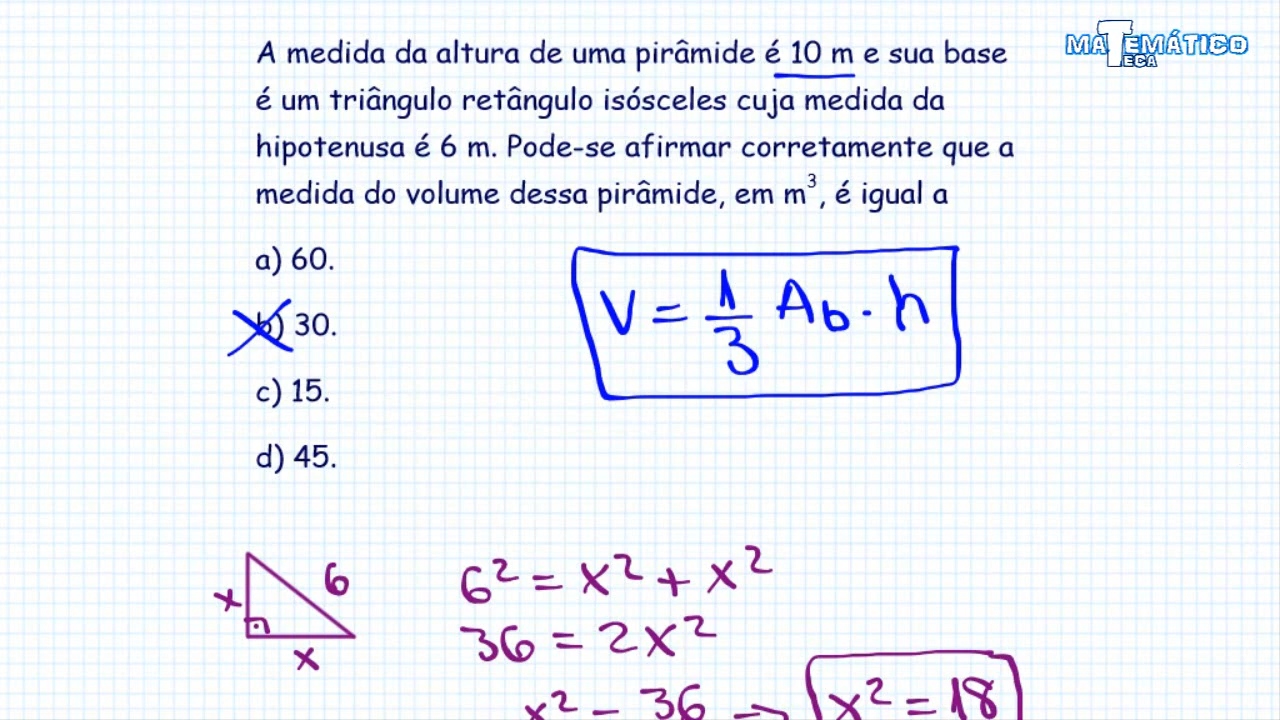 MATEMÁTICO
TECA
A medida da altura de uma pirâmide é 10 m e sua base
é um triângulo retângulo isósceles cuja medida da
hipotenusa é 6 m. Pode-se afirmar corretamente que a
medida do volume dessa pirâmide, em m³, é igual a
a) 60.
b) 30.
c) 15.
d) 45.
V = 1/3 Ab · h
x 6
x
6² = x² + x²
36 = 2x²
x² = 36 → x² = 18